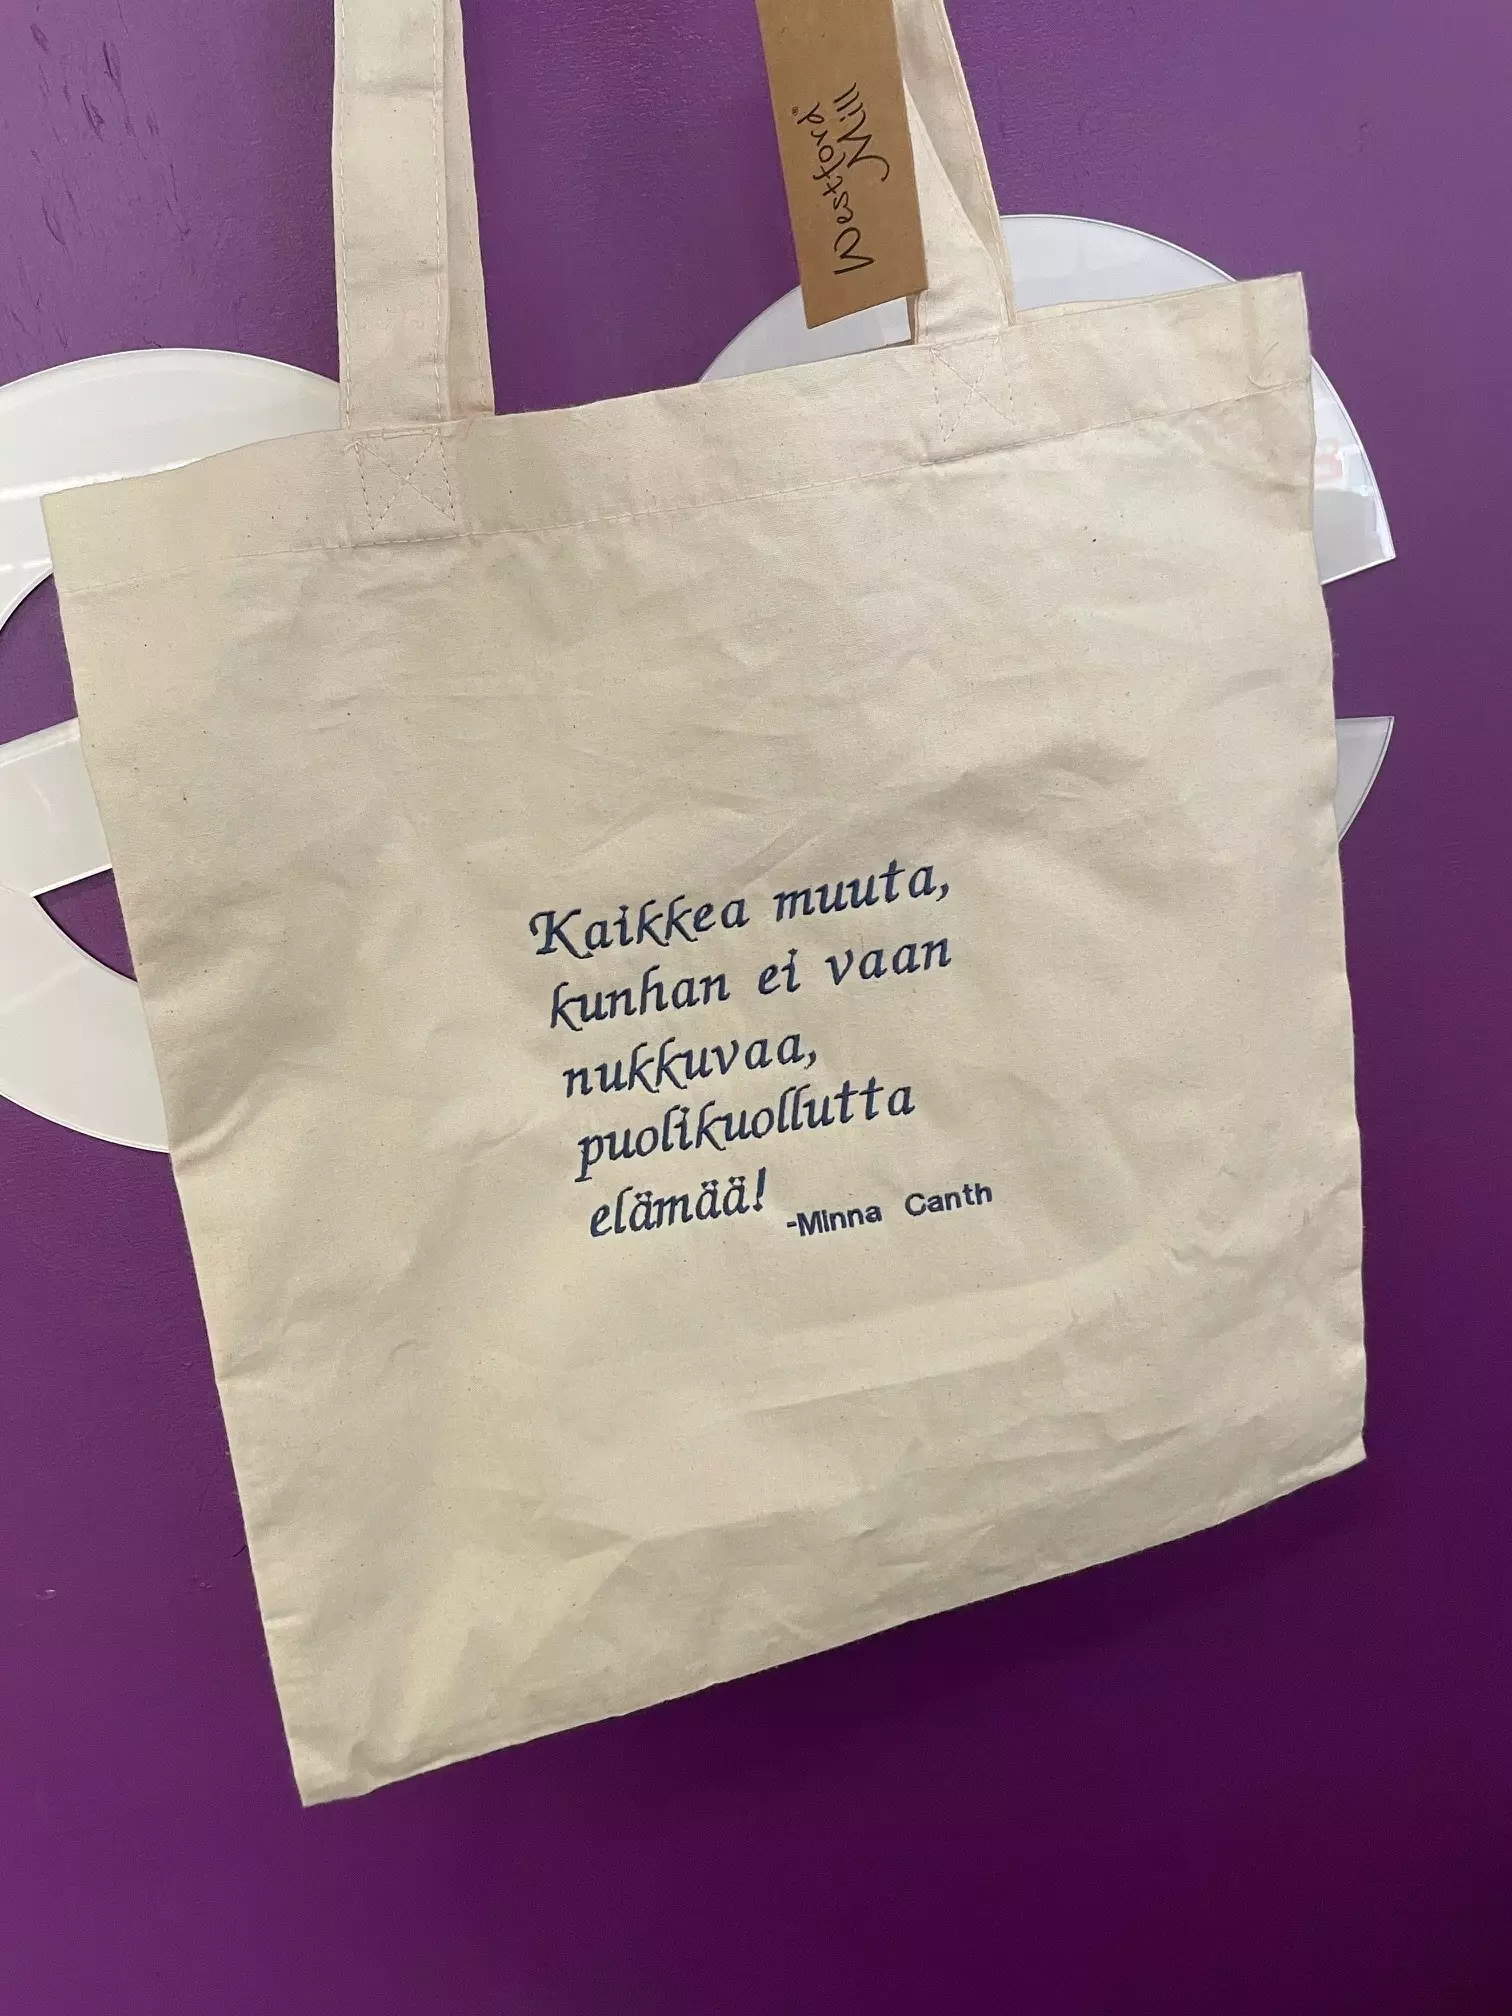 Westford®
Mill
Kaikkea muuta,
kunhan ei vaan
nukkuvaa,
puolikuollutta
elämää!
-Minna Canth